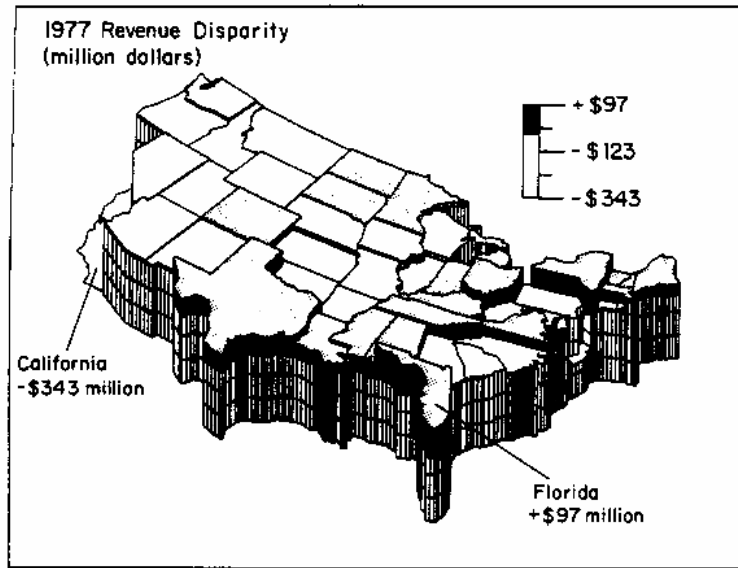 1977 Revenue Disparity
(million dollars)
+ $97
- $123
- $343
California
-$343 million
Florida
+$97 million